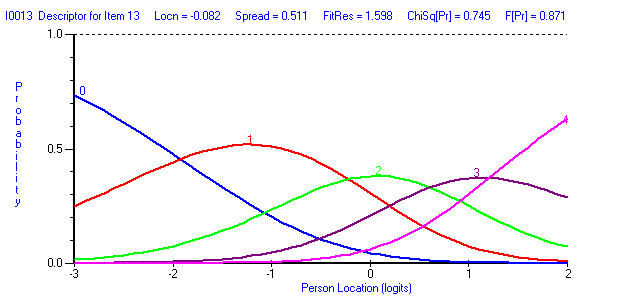 I0013 Descriptor for Item 13 Locn = -0.082 Spread = 0.511 FitRes = 1.598 ChiSq[Pr] = 0.745 F[Pr] = 0.871
1.0
Probability
0
4
1
0.5
2
3
0.0
-3 -2 -1 0 1 2
Person Location (logits)